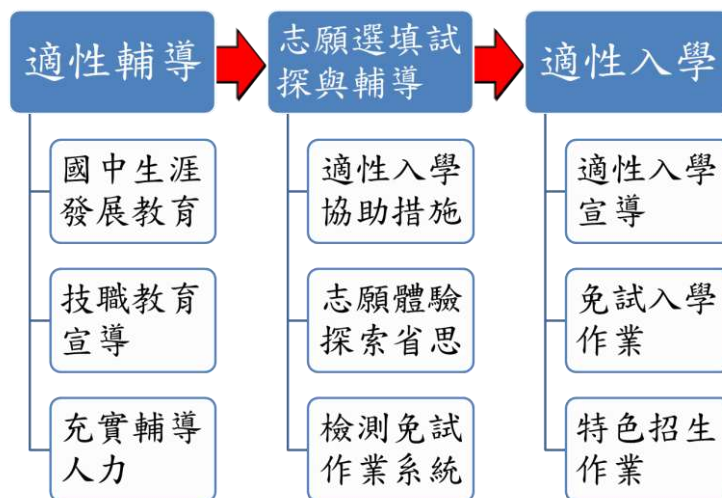 適性輔導
國中生涯
發展教育
技職教育
宣導
充實輔導
人力
志願選填試
探與輔導
適性入學
協助措施
志願體驗
探索省思
檢測免試
作業系統
適性入學
適性入學
宣導
免試入學
作業
特色招生
作業